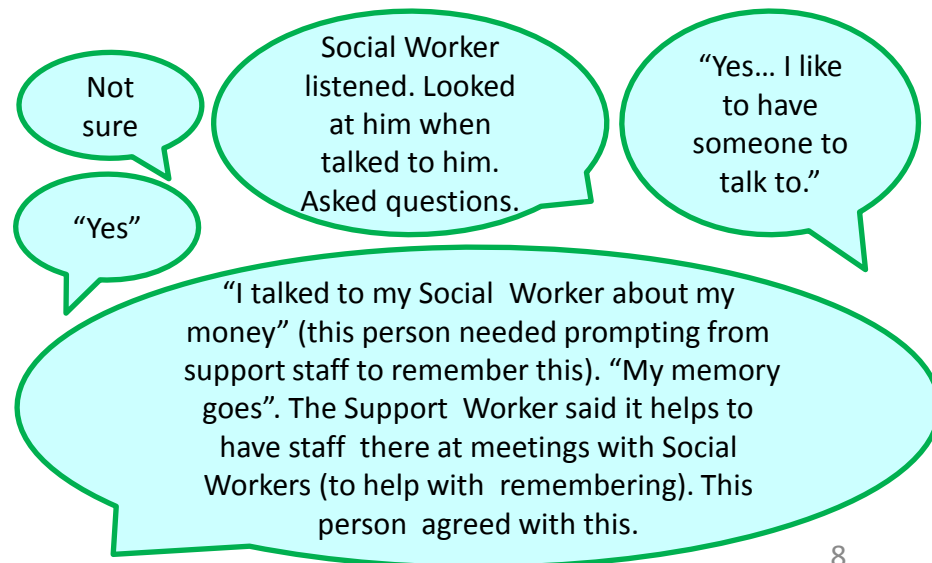 Not
sure
Social Worker
listened. Looked
at him when
talked to him.
Asked questions.
“Yes… I like
to have
someone to
talk to.”
“Yes”
“I talked to my Social Worker about my
money” (this person needed prompting from
support staff to remember this). “My memory
goes”. The Support Worker said it helps to
have staff there at meetings with Social
Workers (to help with remembering). This
person agreed with this.
8